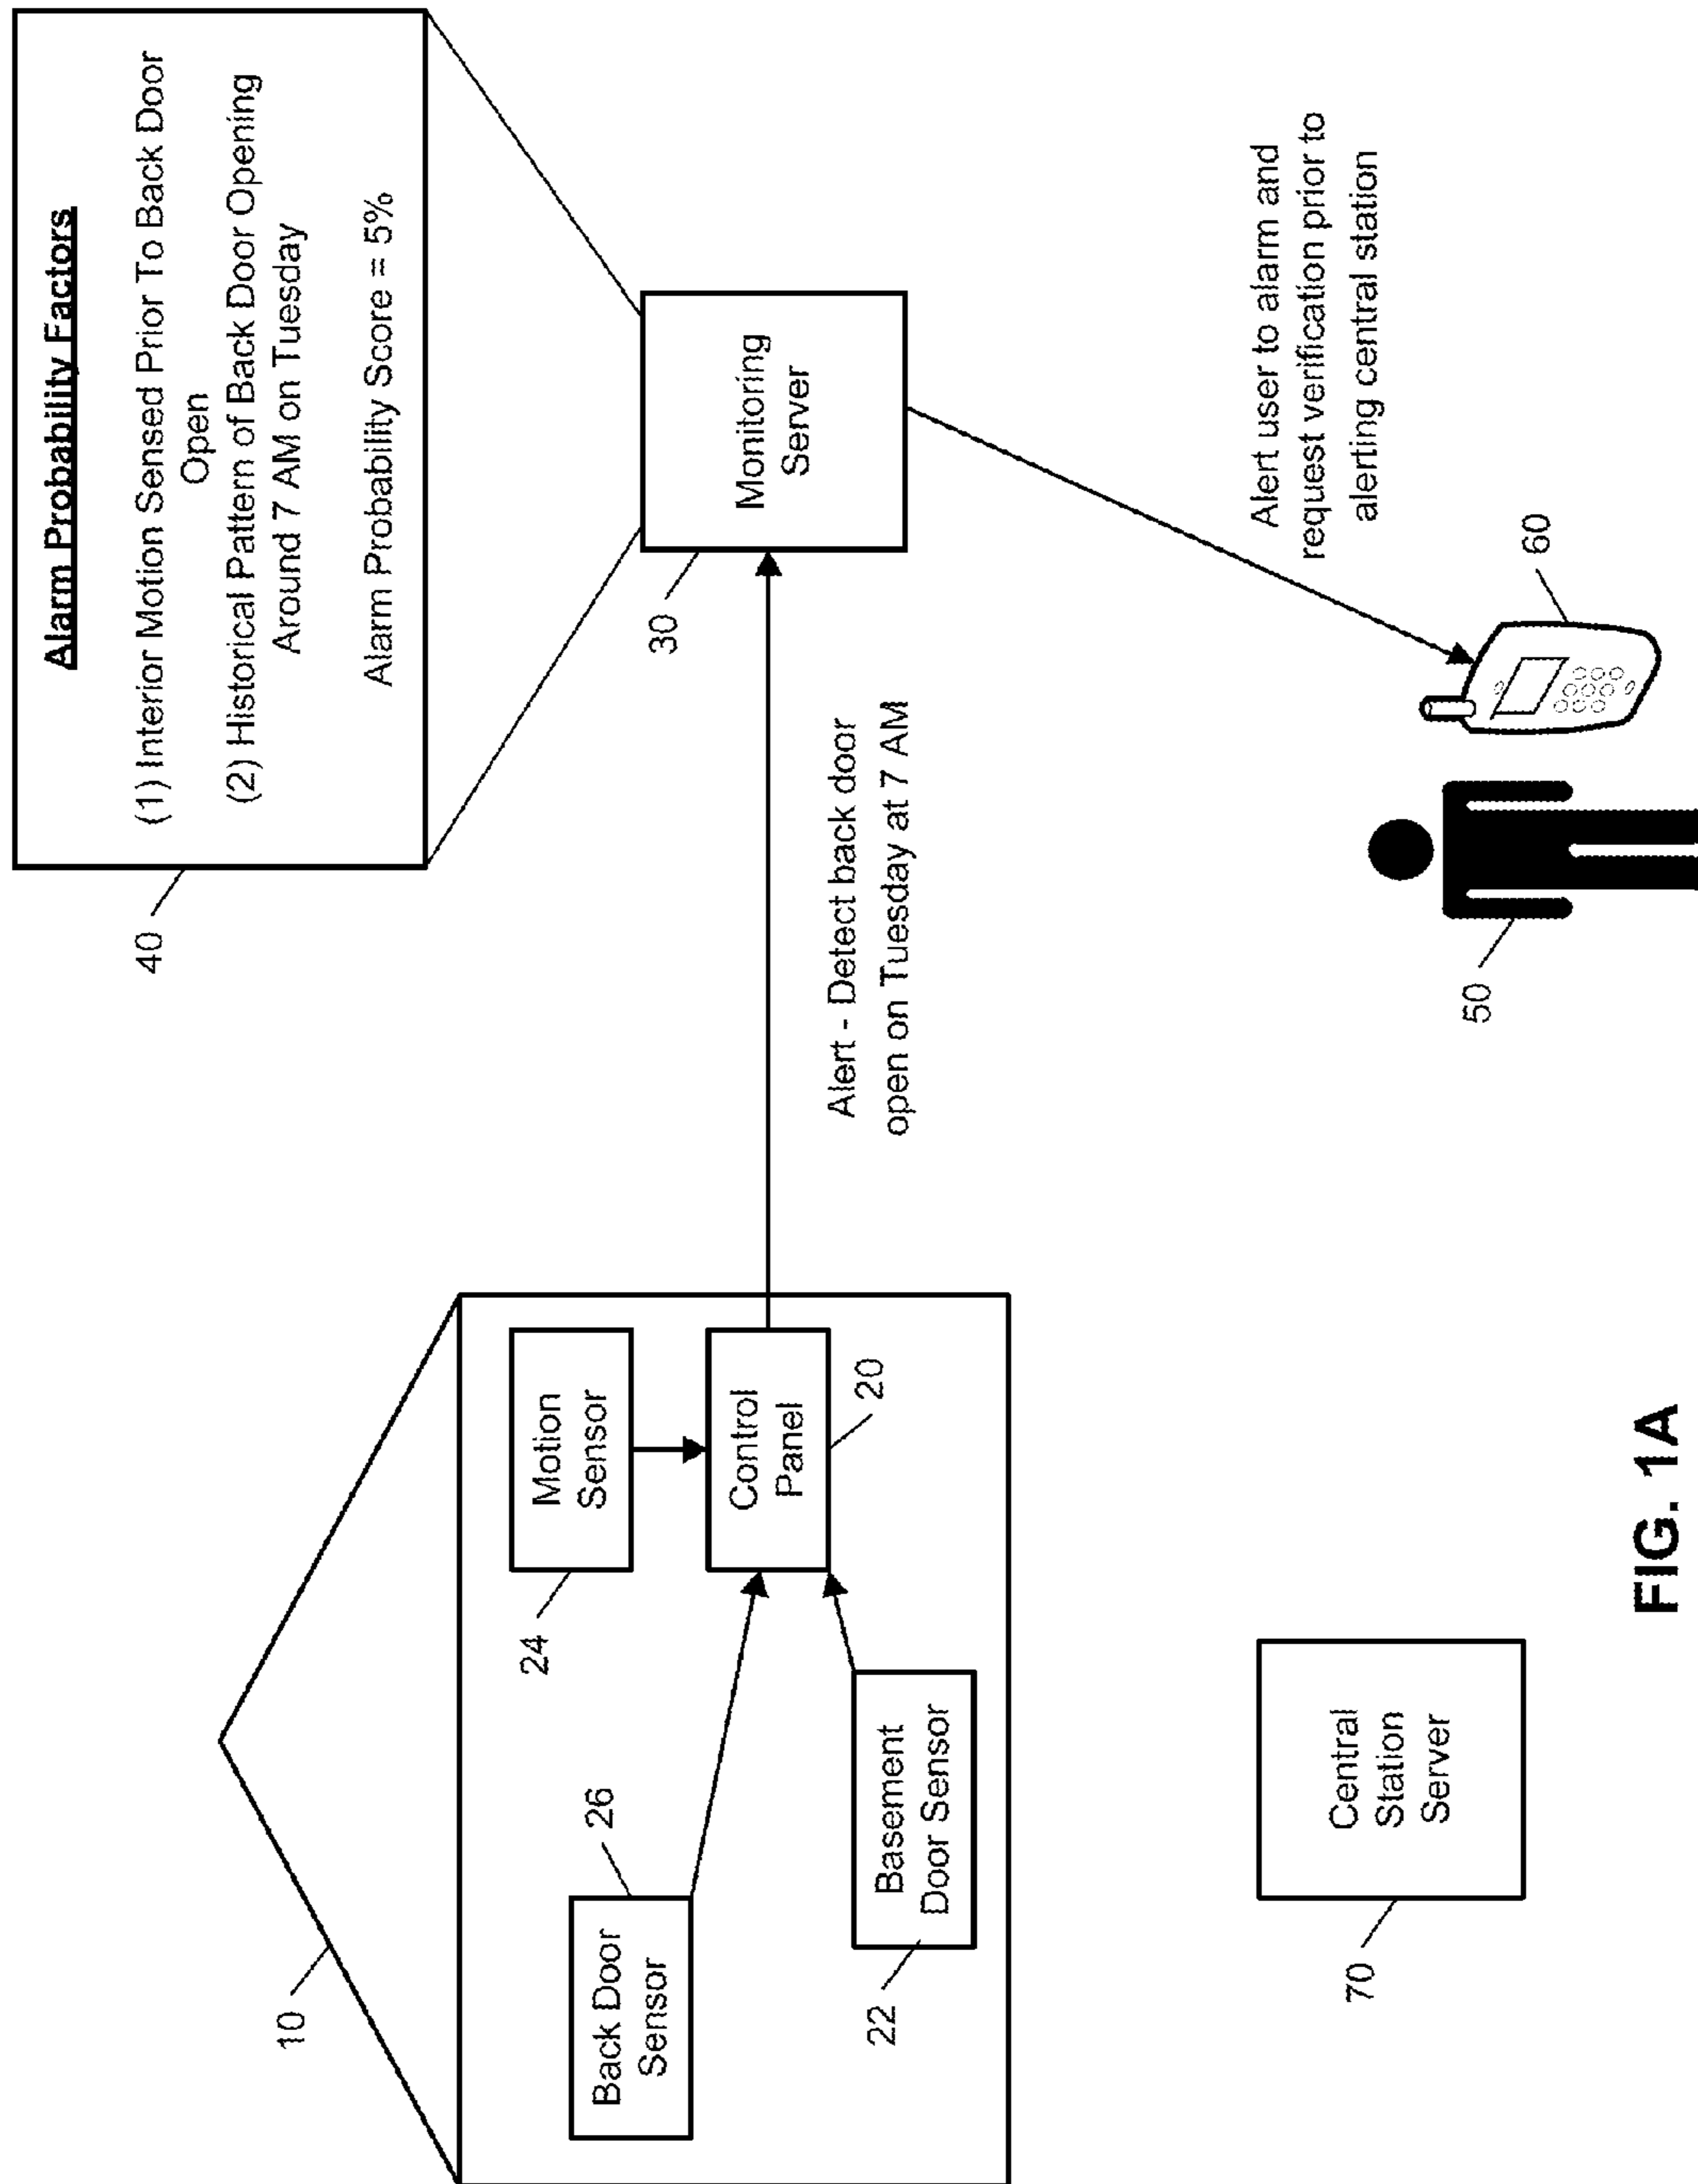 10
Back Door
Sensor
26
Motion
Sensor
24
Control
Panel
20
Basement
Door Sensor
22
Alert - Detect back door
open on Tuesday at 7 AM
40
Alarm Probability Factors
(1) Interior Motion Sensed Prior To Back Door
Open
(2) Historical Pattern of Back Door Opening
Around 7 AM on Tuesday
Alarm Probability Score = 5%
Monitoring
Server
30
Alert user to alarm and
request verification prior to
alerting central station
50
60
Central
Station
Server
70
FIG. 1A